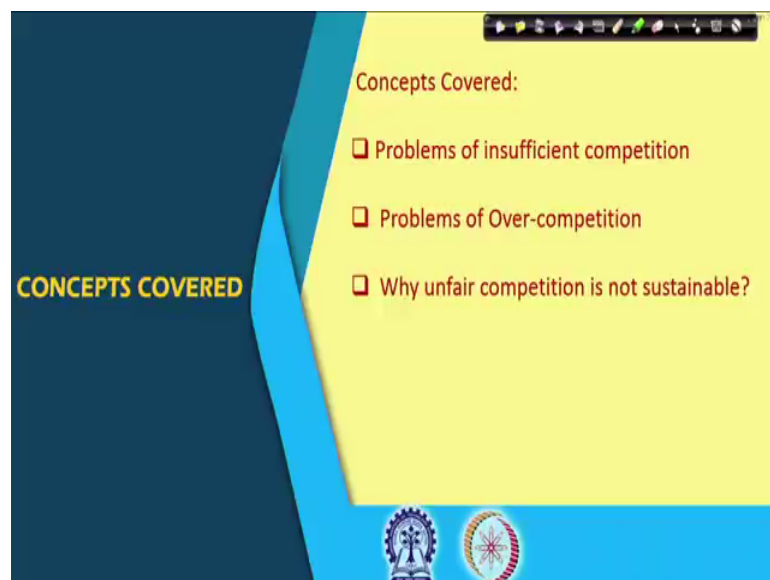 Concepts Covered:
Problems of insufficient competition
Problems of Over-competition
CONCEPTS COVERED
Why unfair competition is not sustainable?